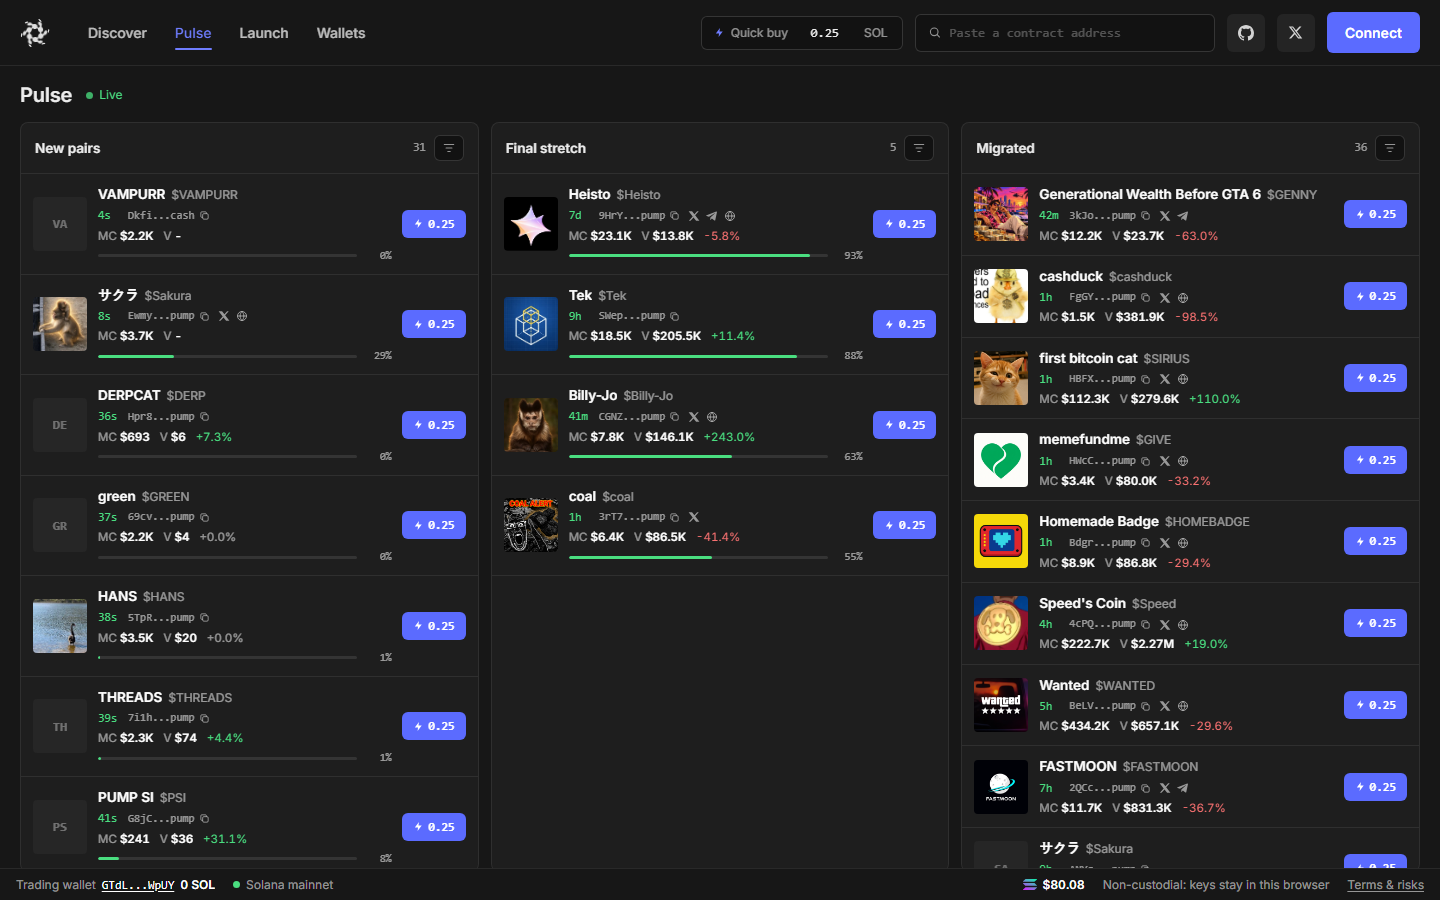 Discover
Pulse
Launch
Wallets
Quick buy 0.25 SOL
Paste a contract address
Connect
Pulse
Live
New pairs 31
VA
VAMPURR $VAMPURR
4s Dkfi...cash
MC $2.2K V -
0%
0.25
サクラ $Sakura
8s Ewmy...pump
MC $3.7K V -
29%
0.25
DE
DERPCAT $DERP
36s Hpr8...pump
MC $693 V $6 +7.3%
0%
0.25
GR
green $GREEN
37s 69cv...pump
MC $2.2K V $4 +0.0%
0%
0.25
HANS $HANS
38s 5TpR...pump
MC $3.5K V $20 +0.0%
1%
0.25
TH
THREADS $THREADS
39s 7i1h...pump
MC $2.3K V $74 +4.4%
1%
0.25
PS
PUMP SI $PSI
41s G8jC...pump
MC $241 V $36 +31.1%
8%
0.25
Final stretch 5
Heisto $Heisto
7d 9HrY...pump
MC $23.1K V $13.8K -5.8%
93%
0.25
Tek $Tek
9h SWep...pump
MC $18.5K V $205.5K +11.4%
88%
0.25
Billy-Jo $Billy-Jo
41m CGNZ...pump
MC $7.8K V $146.1K +243.0%
63%
0.25
COAL ALERT
coal $coal
1h 3rT7...pump
MC $6.4K V $86.5K -41.4%
55%
0.25
Migrated 36
Generational Wealth Before GTA 6 $GENNY
42m 3kJo...pump
MC $12.2K V $23.7K -63.0%
0.25
cashduck $cashduck
1h FgGY...pump
MC $1.5K V $381.9K -98.5%
0.25
first bitcoin cat $SIRIUS
1h HBFX...pump
MC $112.3K V $279.6K +110.0%
0.25
memefundme $GIVE
1h HWcC...pump
MC $3.4K V $80.0K -33.2%
0.25
Homemade Badge $HOMEBADGE
1h Bdgr...pump
MC $8.9K V $86.8K -29.4%
0.25
Speed's Coin $Speed
4h 4cPQ...pump
MC $222.7K V $2.27M +19.0%
0.25
wanted
Wanted $WANTED
5h BeLV...pump
MC $434.2K V $657.1K -29.6%
0.25
FASTMOON
FASTMOON $FASTMOON
7h 2QCc...pump
MC $11.7K V $831.3K -36.7%
0.25
サクラ $Sakura
0.25
Trading wallet GTdL...WpUY 0 SOL
Solana mainnet
$80.08
Non-custodial: keys stay in this browser
Terms & risks